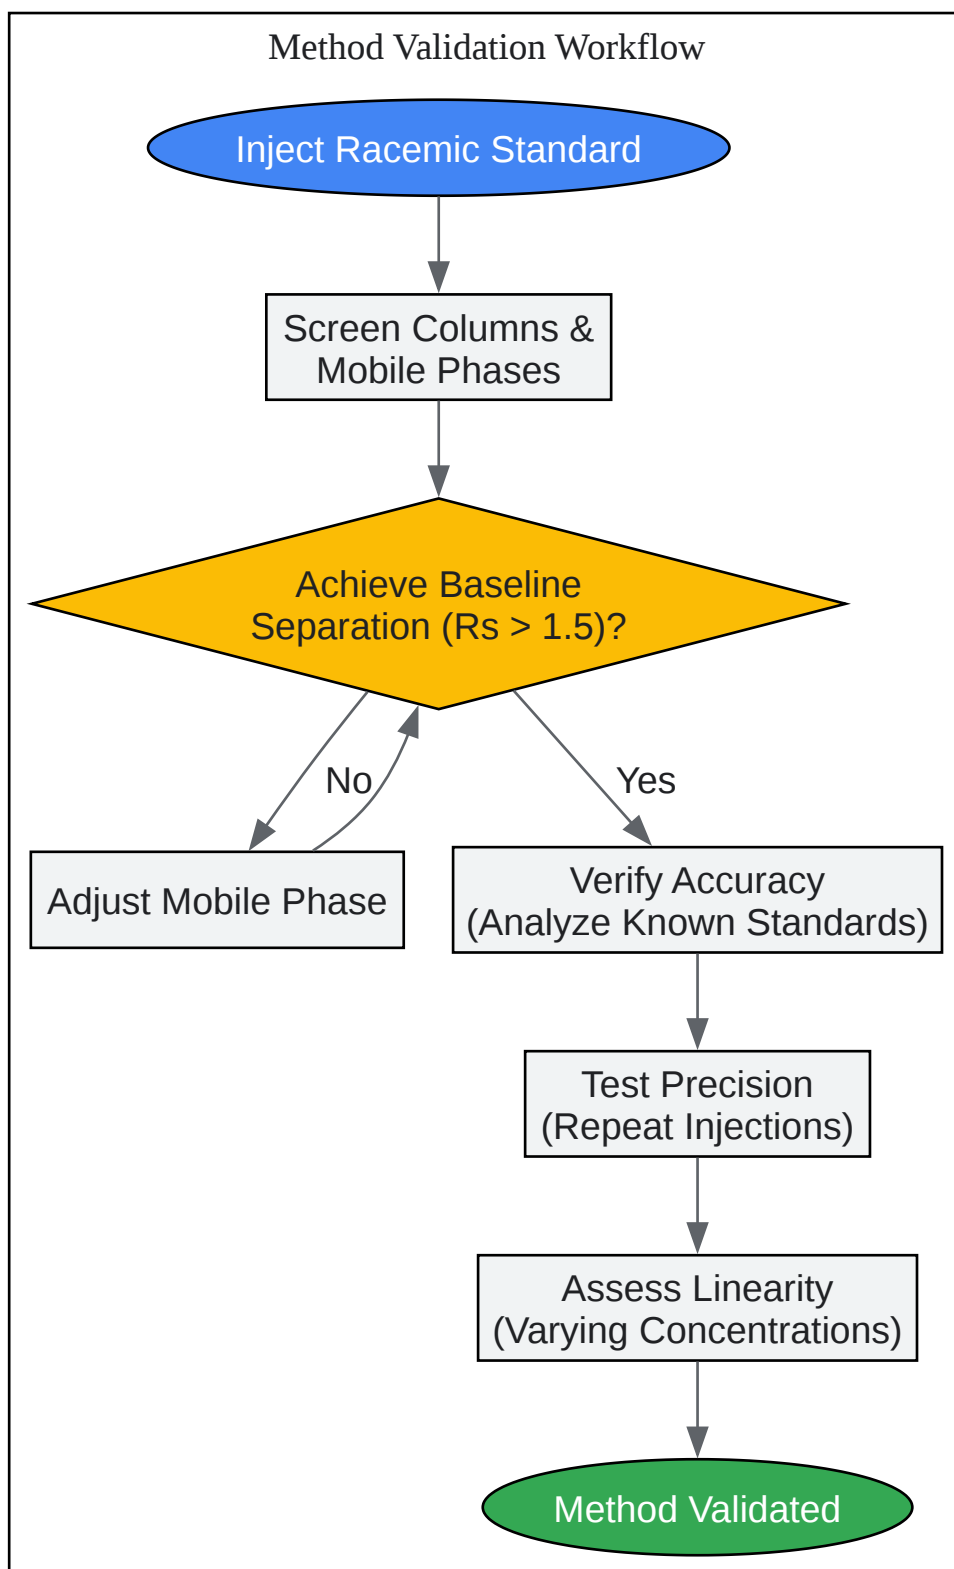 Method Validation Workflow
Inject Racemic Standard
Screen Columns &
Mobile Phases
Achieve Baseline
Separation (Rs > 1.5)?
No
Yes
Adjust Mobile Phase
Verify Accuracy
(Analyze Known Standards)
Test Precision
(Repeat Injections)
Assess Linearity
(Varying Concentrations)
Method Validated